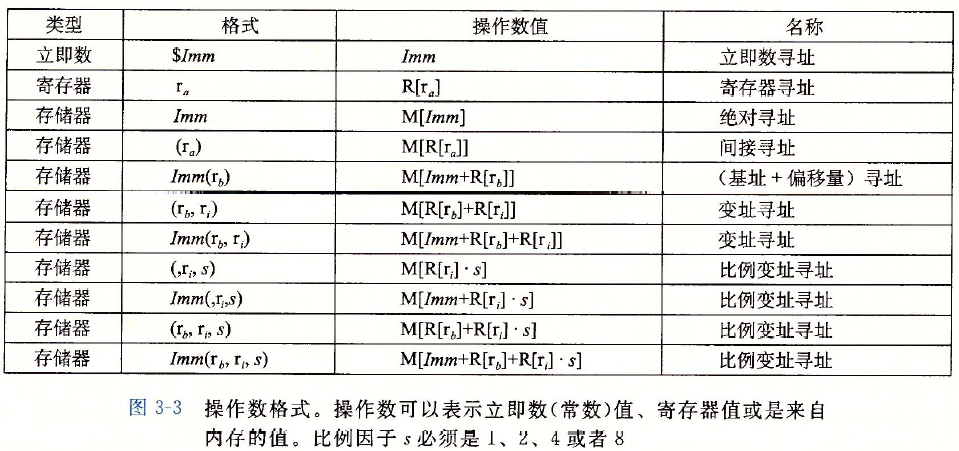 类型 格式 操作数值 名称
立即数 $Imm Imm 立即数寻址
寄存器 rₐ R[rₐ] 寄存器寻址
存储器 Imm M[Imm] 绝对寻址
存储器 (rₐ) M[R[rₐ]] 间接寻址
存储器 Imm(r_b) M[Imm+R[r_b]] （基址+偏移量）寻址
存储器 (r_b, r_i) M[R[r_b]+R[r_i]] 变址寻址
存储器 Imm(r_b, r_i) M[Imm+R[r_b]+R[r_i]] 变址寻址
存储器 (,r_i, s) M[R[r_i]·s] 比例变址寻址
存储器 Imm(,r_i,s) M[Imm+R[r_i]·s] 比例变址寻址
存储器 (r_b, r_i, s) M[R[r_b]+R[r_i]·s] 比例变址寻址
存储器 Imm(r_b, r_i, s) M[Imm+R[r_b]+R[r_i]·s] 比例变址寻址
图 3-3 操作数格式。操作数可以表示立即数(常数)值、寄存器值或是来自
内存的值。比例因子 s 必须是 1、2、4 或者 8